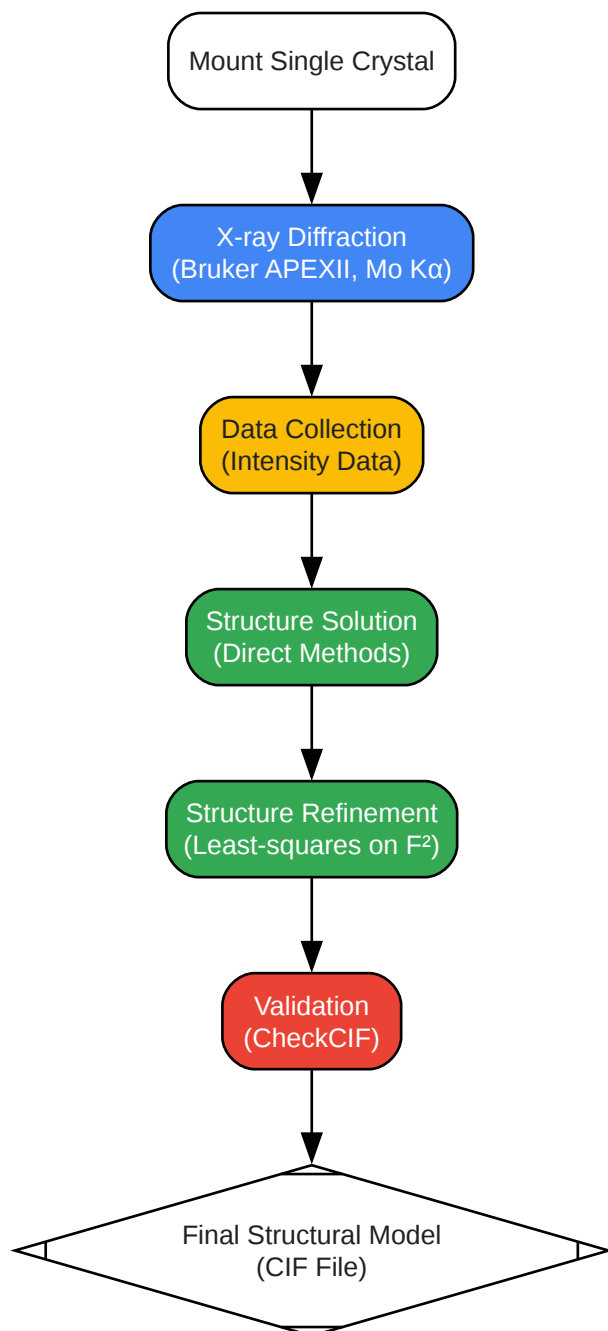 Mount Single Crystal
X-ray Diffraction
(Bruker APEXII, Mo Kα)
Data Collection
(Intensity Data)
Structure Solution
(Direct Methods)
Structure Refinement
(Least-squares on F²)
Validation
(CheckCIF)
Final Structural Model
(CIF File)